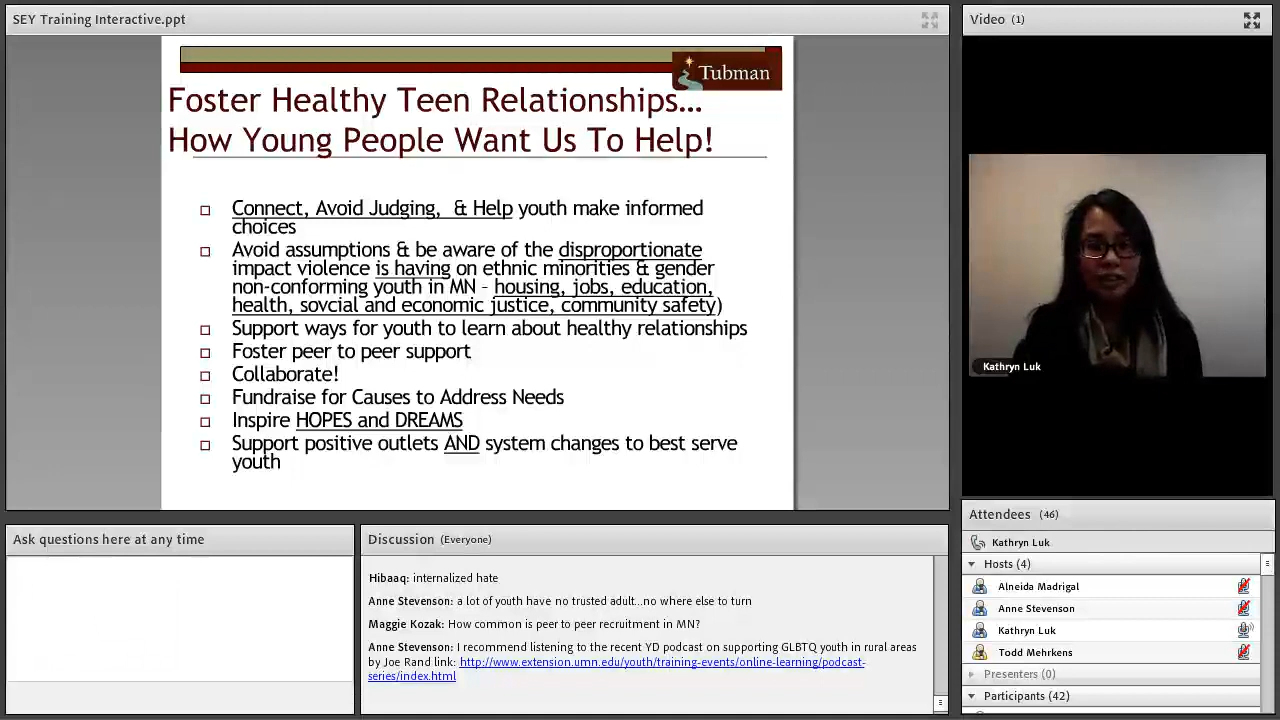 SEY Training Interactive.ppt
Tubman
Foster Healthy Teen Relationships…
How Young People Want Us To Help!
Connect, Avoid Judging, & Help youth make informed
choices
Avoid assumptions & be aware of the disproportionate
impact violence is having on ethnic minorities & gender
non-conforming youth in MN – housing, jobs, education,
health, sovcial and economic justice, community safety)
Support ways for youth to learn about healthy relationships
Foster peer to peer support
Collaborate!
Fundraise for Causes to Address Needs
Inspire HOPES and DREAMS
Support positive outlets AND system changes to best serve
youth
Video (1)
Kathryn Luk
Attendees (46)
Kathryn Luk
Hosts (4)
Alneida Madrigal
Anne Stevenson
Kathryn Luk
Todd Mehrkens
Presenters (0)
Participants (42)
Ask questions here at any time
Discussion (Everyone)
Hibaaq: internalized hate
Anne Stevenson: a lot of youth have no trusted adult...no where else to turn
Maggie Kozak: How common is peer to peer recruitment in MN?
Anne Stevenson: I recommend listening to the recent YD podcast on supporting GLBTQ youth in rural areas
by Joe Rand link: http://www.extension.umn.edu/youth/training-events/online-learning/podcast-
series/index.html